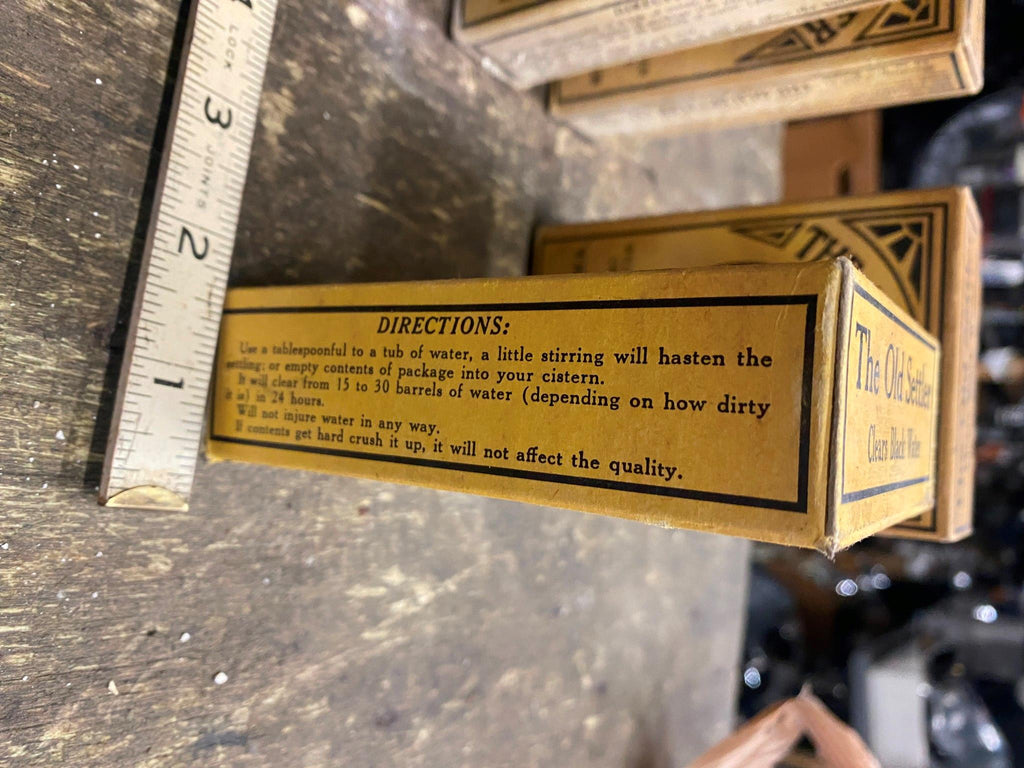 DIRECTIONS:
Use a tablespoonful to a tub of water, a little stirring will hasten the
settling; or empty contents of package into your cistern.
It will clear from 15 to 30 barrels of water (depending on how dirty
it is) in 24 hours.
Will not injure water in any way.
If contents get hard crush it up, it will not affect the quality.
The Old Settler
Clears Black Water
THE
LOCK
3
JOINTS
2
1